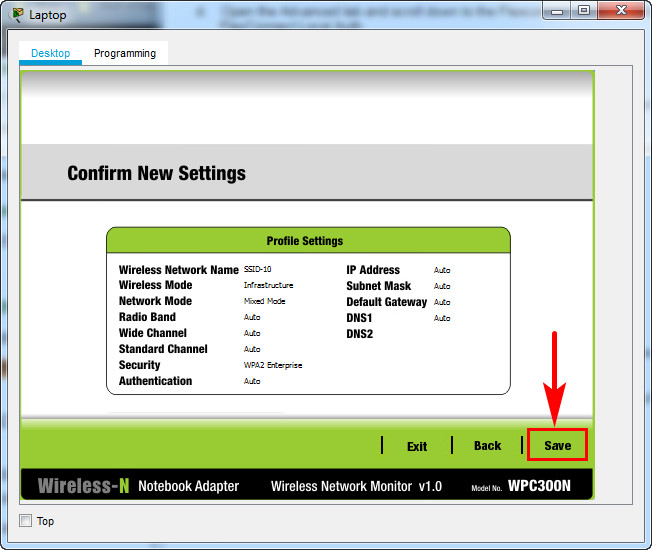 Laptop
Desktop Programming
Confirm New Settings
Profile Settings
Wireless Network Name SSID-10 IP Address Auto
Wireless Mode Infrastructure Subnet Mask Auto
Network Mode Mixed Mode Default Gateway Auto
Radio Band Auto DNS1 Auto
Wide Channel Auto DNS2
Standard Channel Auto
Security WPA2 Enterprise
Authentication Auto
Exit Back Save
Wireless-N Notebook Adapter Wireless Network Monitor v1.0 Model No. WPC300N
Top